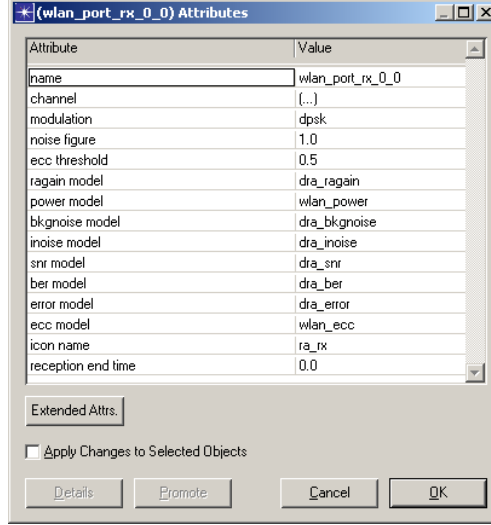 (wlan_port_rx_0_0) Attributes
Attribute Value
name wlan_port_rx_0_0
channel (...)
modulation dpsk
noise figure 1.0
ecc threshold 0.5
ragain model dra_ragain
power model wlan_power
bkgnoise model dra_bkgnoise
inoise model dra_inoise
snr model dra_snr
ber model dra_ber
error model dra_error
ecc model wlan_ecc
icon name ra_rx
reception end time 0.0
Extended Attrs.
Apply Changes to Selected Objects
Details Promote Cancel OK